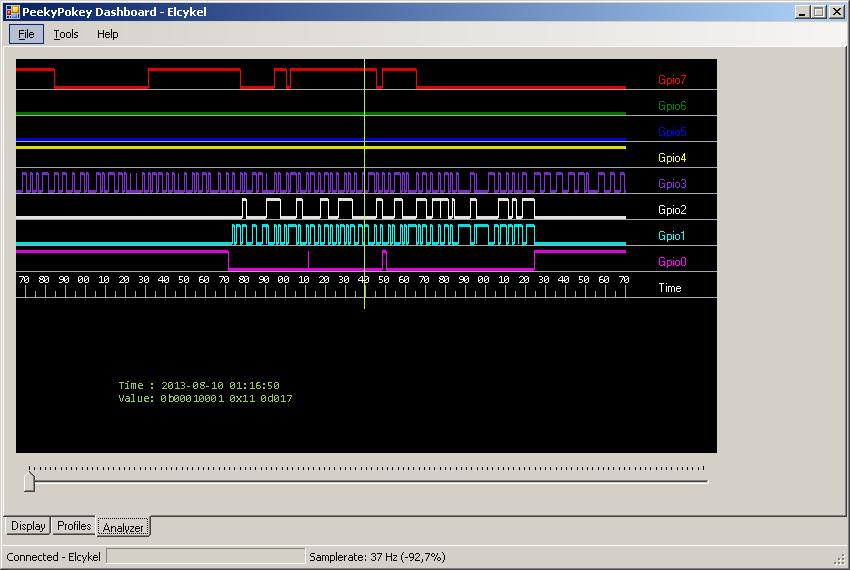 PeekyPokey Dashboard - Elcykel
File Tools Help
Gpio7
Gpio6
Gpio5
Gpio4
Gpio3
Gpio2
Gpio1
Gpio0
70 80 90 00 10 20 30 40 50 60 70 80 90 00 10 20 30 40 50 60 70 80 90 00 10 20 30 40 50 60 70 Time
Time : 2013-08-10 01:16:50
Value: 0b00010001 0x11 0d017
Display Profiles Analyzer
Connected - Elcykel Samplerate: 37 Hz (-92,7%)